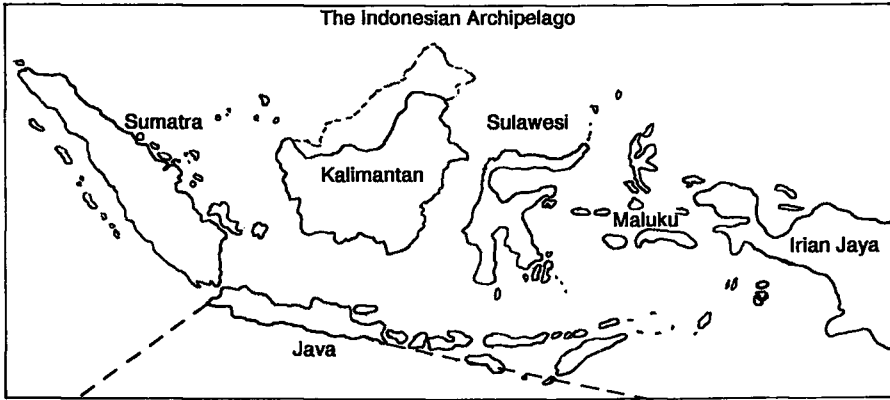 The Indonesian Archipelago
Sumatra
Sulawesi
Kalimantan
Maluku
Irian Jaya
Java